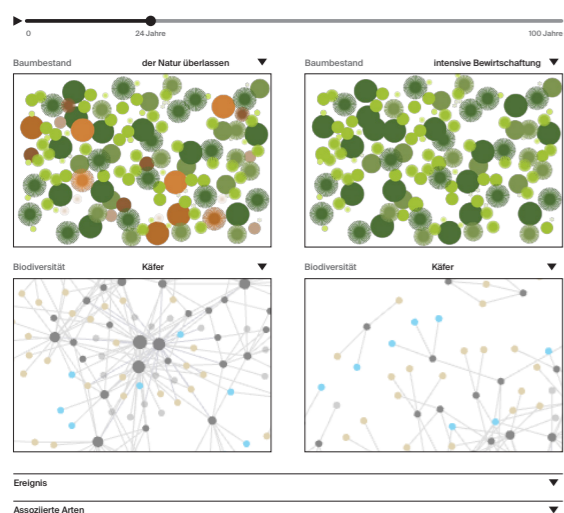 0 24 Jahre 100 Jahre
Baumbestand der Natur überlassen
Baumbestand intensive Bewirtschaftung
Biodiversität Käfer
Biodiversität Käfer
Ereignis
Assoziierte Arten